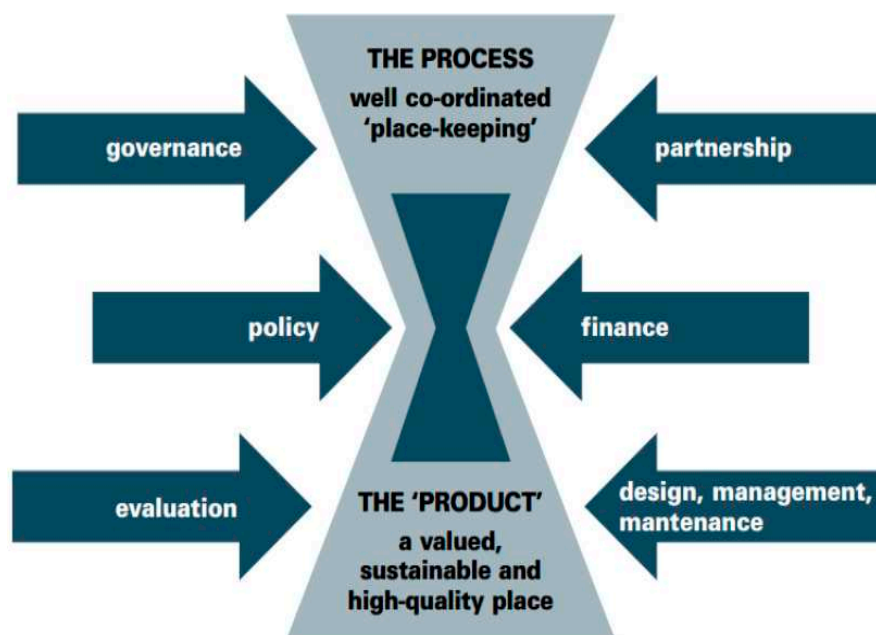 THE PROCESS
well co-ordinated
‘place-keeping’
governance
partnership
policy
finance
evaluation
THE ‘PRODUCT’
a valued,
sustainable and
high-quality place
design, management,
mantenance